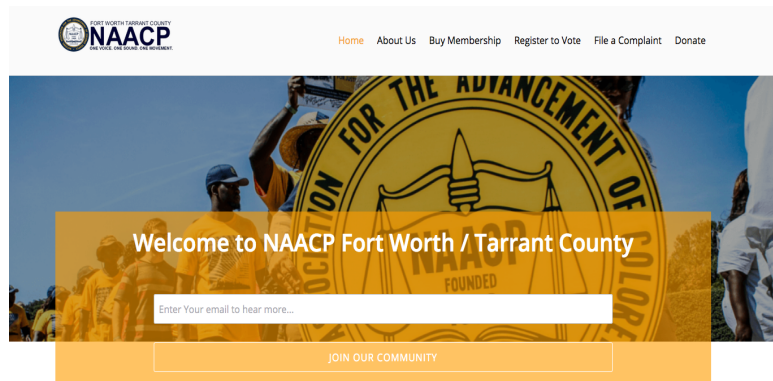 FORT WORTH TARRANT COUNTY
NAACP
ONE VOICE. ONE SOUND. ONE MOVEMENT.
Home About Us Buy Membership Register to Vote File a Complaint Donate
ASSOCIATION FOR THE ADVANCEMENT OF COLORE
NAACP
FOUNDED
Welcome to NAACP Fort Worth / Tarrant County
Enter Your email to hear more...
JOIN OUR COMMUNITY